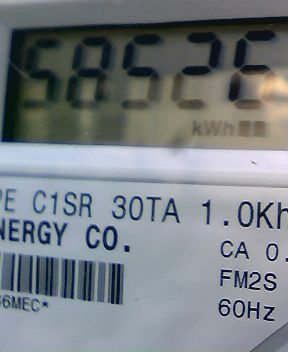 58526
kWh
PE C1SR 30TA 1.0Kh
NERGY CO.
CA 0.
FM2S
60Hz
6MEC*